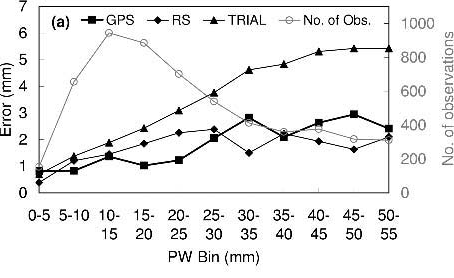 (a) GPS RS TRIAL No. of Obs.
7
6
5
4
3
2
1
0
Error (mm)
1000
800
600
400
200
0
No. of observations
0-5 5-10 10-15 15-20 20-25 25-30 30-35 35-40 40-45 45-50 50-55
PW Bin (mm)